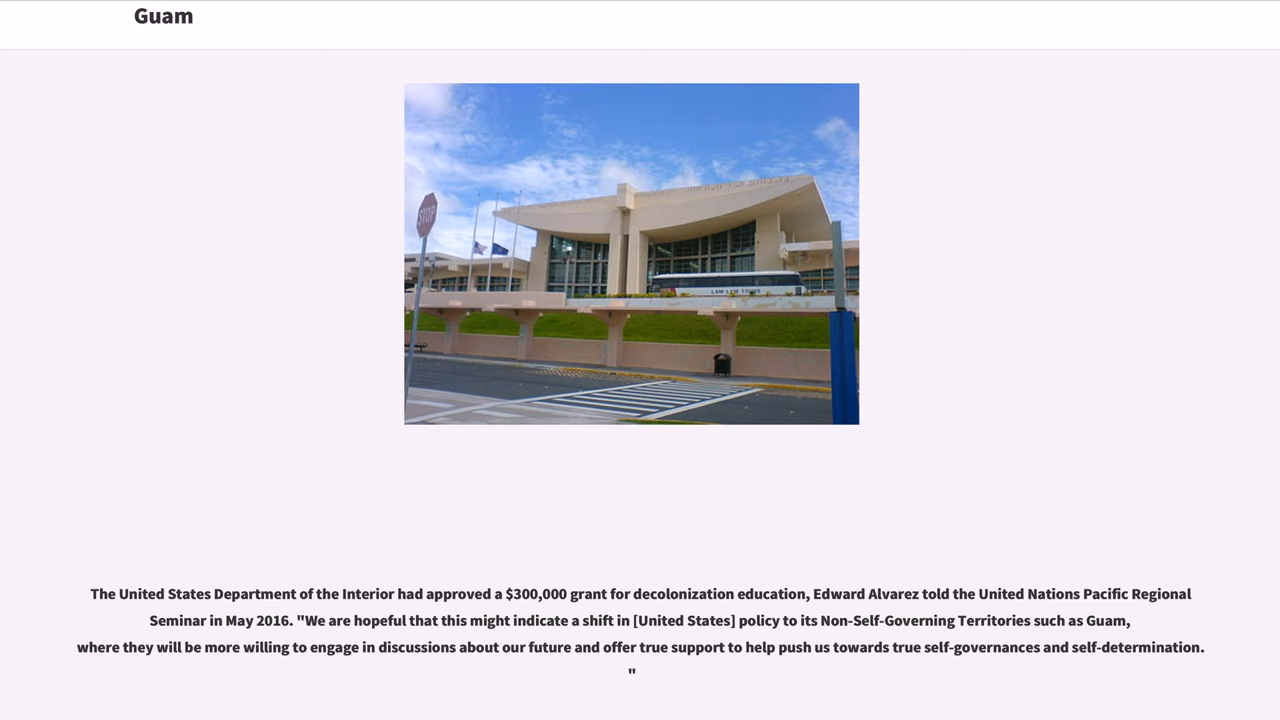 Guam
STOP
LAM LAM TOURS
The United States Department of the Interior had approved a $300,000 grant for decolonization education, Edward Alvarez told the United Nations Pacific Regional
Seminar in May 2016. "We are hopeful that this might indicate a shift in [United States] policy to its Non-Self-Governing Territories such as Guam,
where they will be more willing to engage in discussions about our future and offer true support to help push us towards true self-governances and self-determination.
"